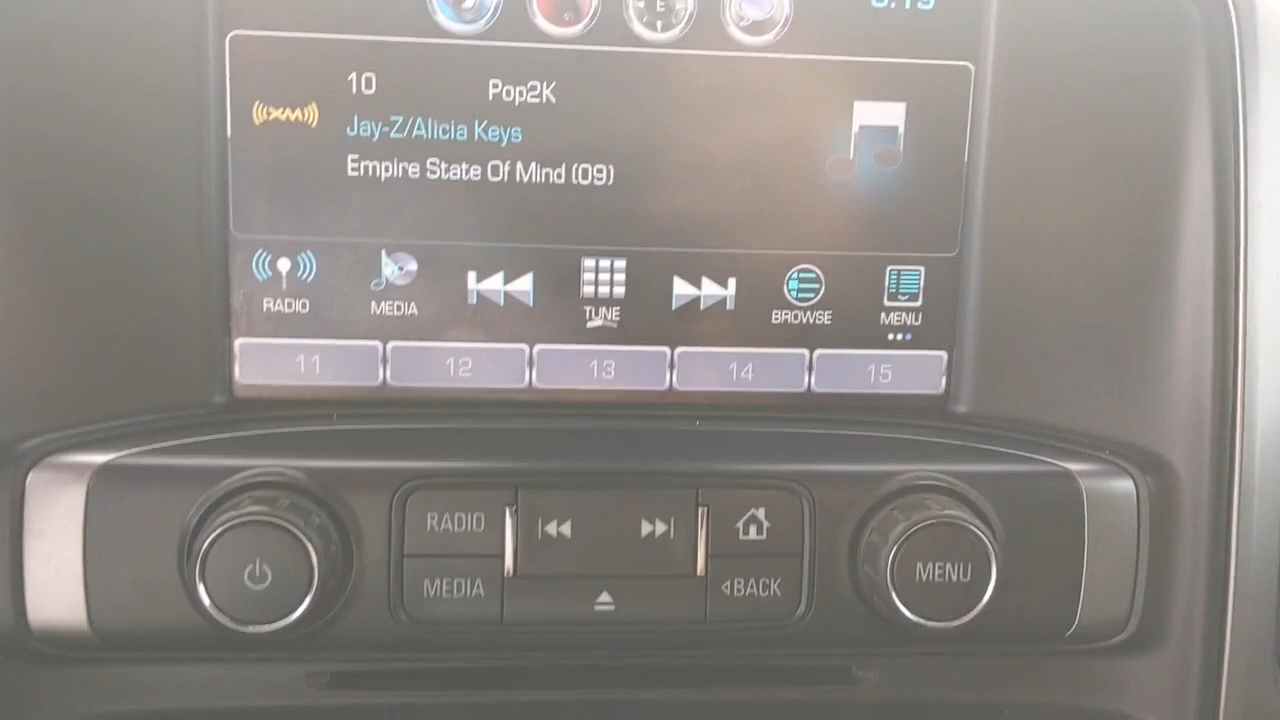 E
10 Pop2K
XM
Jay-Z/Alicia Keys
Empire State Of Mind (09)
RADIO MEDIA TUNE BROWSE MENU
11 12 13 14 15
RADIO
MEDIA
BACK
MENU